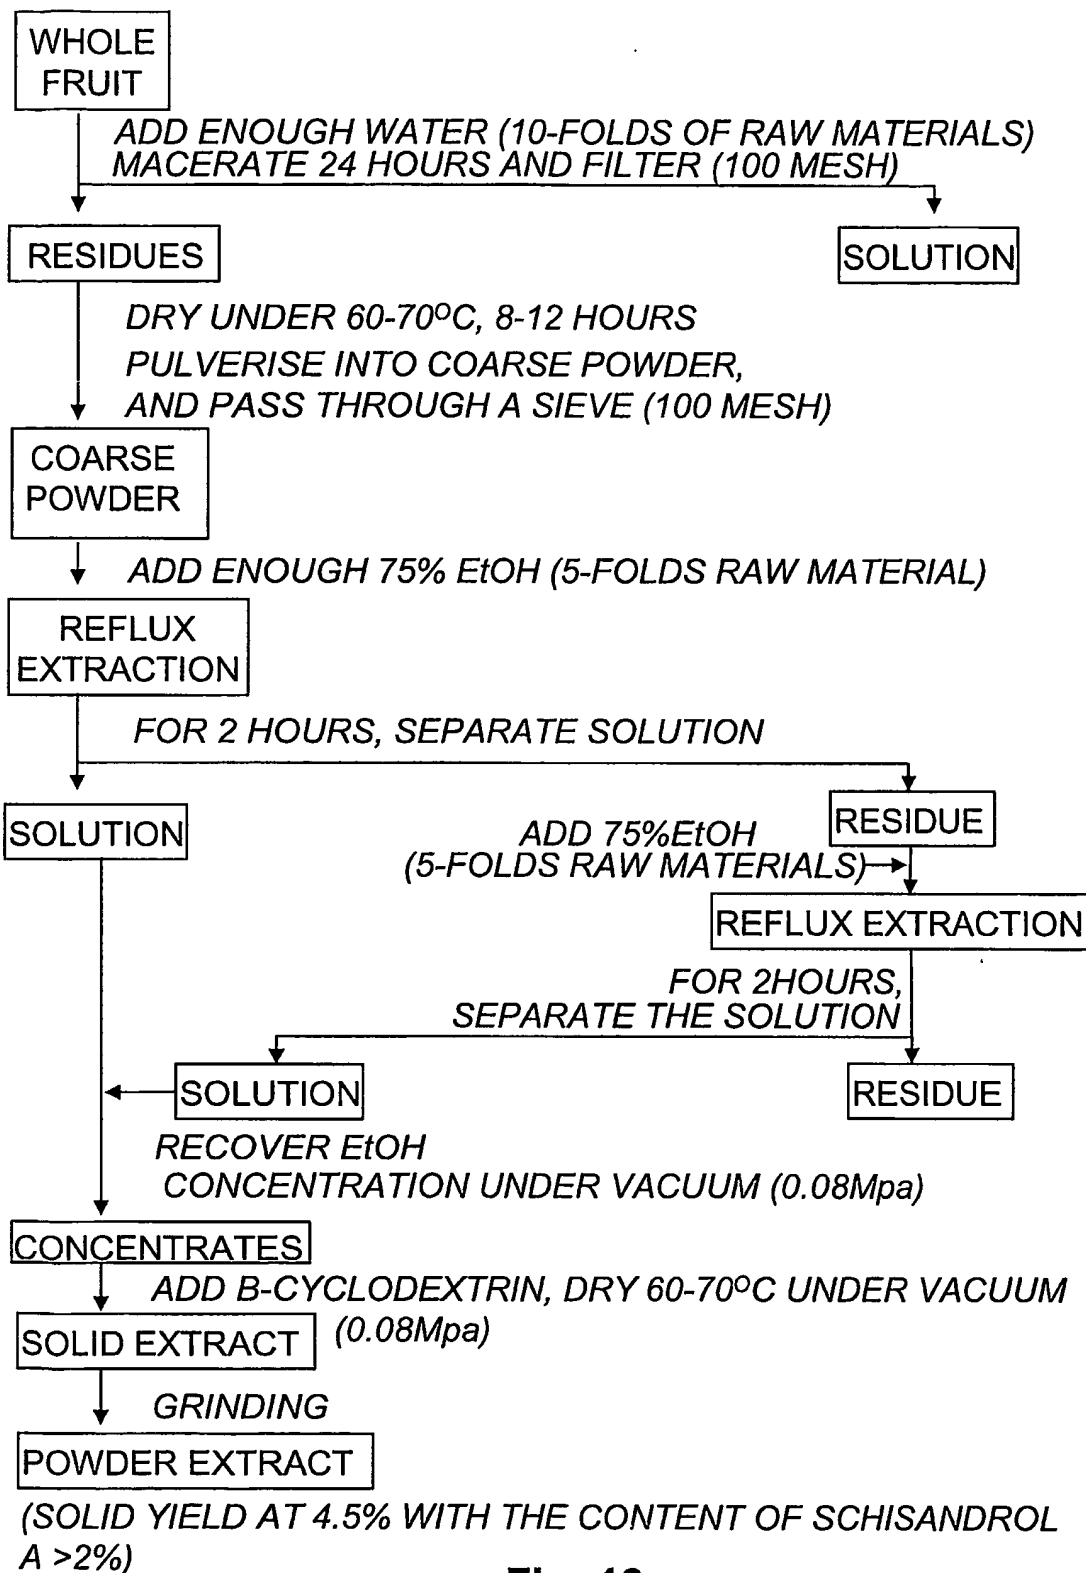 WHOLE
FRUIT
ADD ENOUGH WATER (10-FOLDS OF RAW MATERIALS)
MACERATE 24 HOURS AND FILTER (100 MESH)
RESIDUES
SOLUTION
DRY UNDER 60-70°C, 8-12 HOURS
PULVERISE INTO COARSE POWDER,
AND PASS THROUGH A SIEVE (100 MESH)
COARSE
POWDER
ADD ENOUGH 75% EtOH (5-FOLDS RAW MATERIAL)
REFLUX
EXTRACTION
FOR 2 HOURS, SEPARATE SOLUTION
SOLUTION
RESIDUE
ADD 75%EtOH
(5-FOLDS RAW MATERIALS)
REFLUX EXTRACTION
FOR 2HOURS,
SEPARATE THE SOLUTION
SOLUTION
RESIDUE
RECOVER EtOH
CONCENTRATION UNDER VACUUM (0.08Mpa)
CONCENTRATES
ADD B-CYCLODEXTRIN, DRY 60-70°C UNDER VACUUM
(0.08Mpa)
SOLID EXTRACT
GRINDING
POWDER EXTRACT
(SOLID YIELD AT 4.5% WITH THE CONTENT OF SCHISANDROL
A >2%)